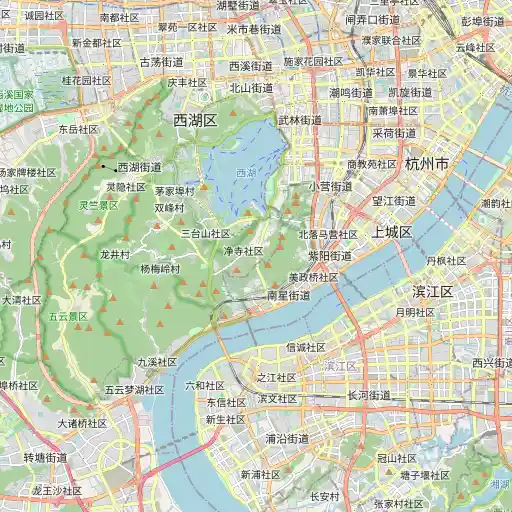 诚园社区
南都社区
湖墅街道
翠苑一区社区
米市巷街道
闸弄口街道
彭埠街道
新金都社区
濮家联合社区
云峰社区
古荡街道
西溪街道
施家花园社区
凯华社区
景华社区
桂花园社区
庆丰社区
北山街道
潮鸣街道
凯旋街道
南萧埠社区
东岳社区
西湖区
武林街道
采荷街道
西湖街道
西湖
商教苑社区
杭州市
灵隐社区
茅家埠村
小营街道
灵竺景区
双峰村
望江街道
三台山社区
北落马营社区
上城区
龙井村
净寺社区
紫阳街道
杨梅岭村
美政桥社区
丹枫社区
大清社区
南星街道
滨江区
五云景区
月明社区
信诚社区
九溪社区
滨江区
西兴街道
之江社区
五云梦湖社区
六和社区
东信社区
滨文社区
长河街道
大诸桥社区
新生社区
浦沿街道
转塘街道
冠山社区
新浦社区
塘子堰社区
湘湖
龙王沙社区
长安村
张家村社区